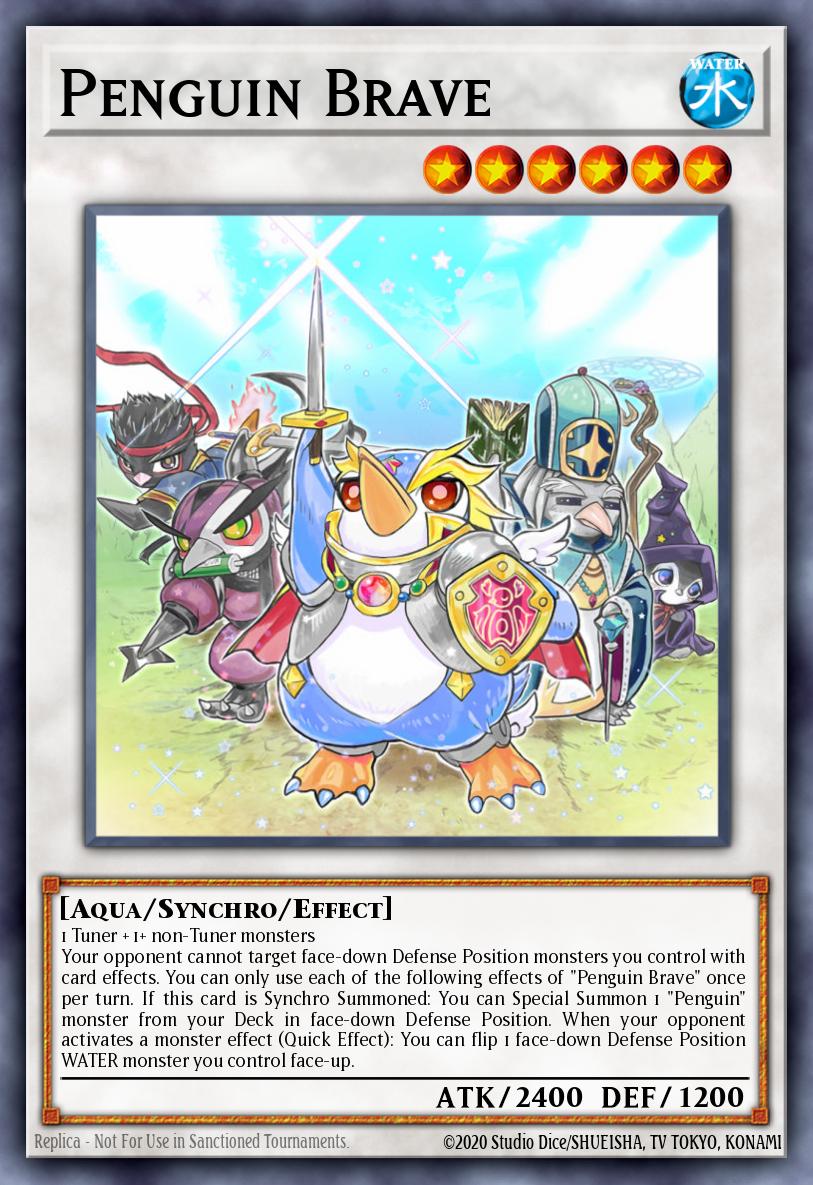 Penguin Brave
WATER
水
[Aqua/Synchro/Effect]
1 Tuner + 1+ non-Tuner monsters
Your opponent cannot target face-down Defense Position monsters you control with
card effects. You can only use each of the following effects of "Penguin Brave" once
per turn. If this card is Synchro Summoned: You can Special Summon 1 "Penguin"
monster from your Deck in face-down Defense Position. When your opponent
activates a monster effect (Quick Effect): You can flip 1 face-down Defense Position
WATER monster you control face-up.
ATK/2400 DEF/1200
Replica - Not For Use in Sanctioned Tournaments.
©2020 Studio Dice/SHUEISHA, TV TOKYO, KONAMI